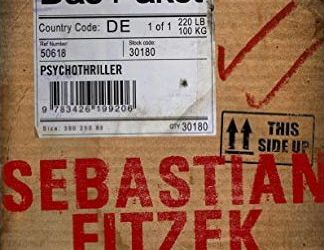 Das Paket
Country Code: DE 1 of 1 220 LB
100 KG
Ref Number
50618
Stock code:
30180
PSYCHOTHRILLER
9 783426 199206
QTY 30180
THIS
SIDE UP
SEBASTIAN
FITZEK